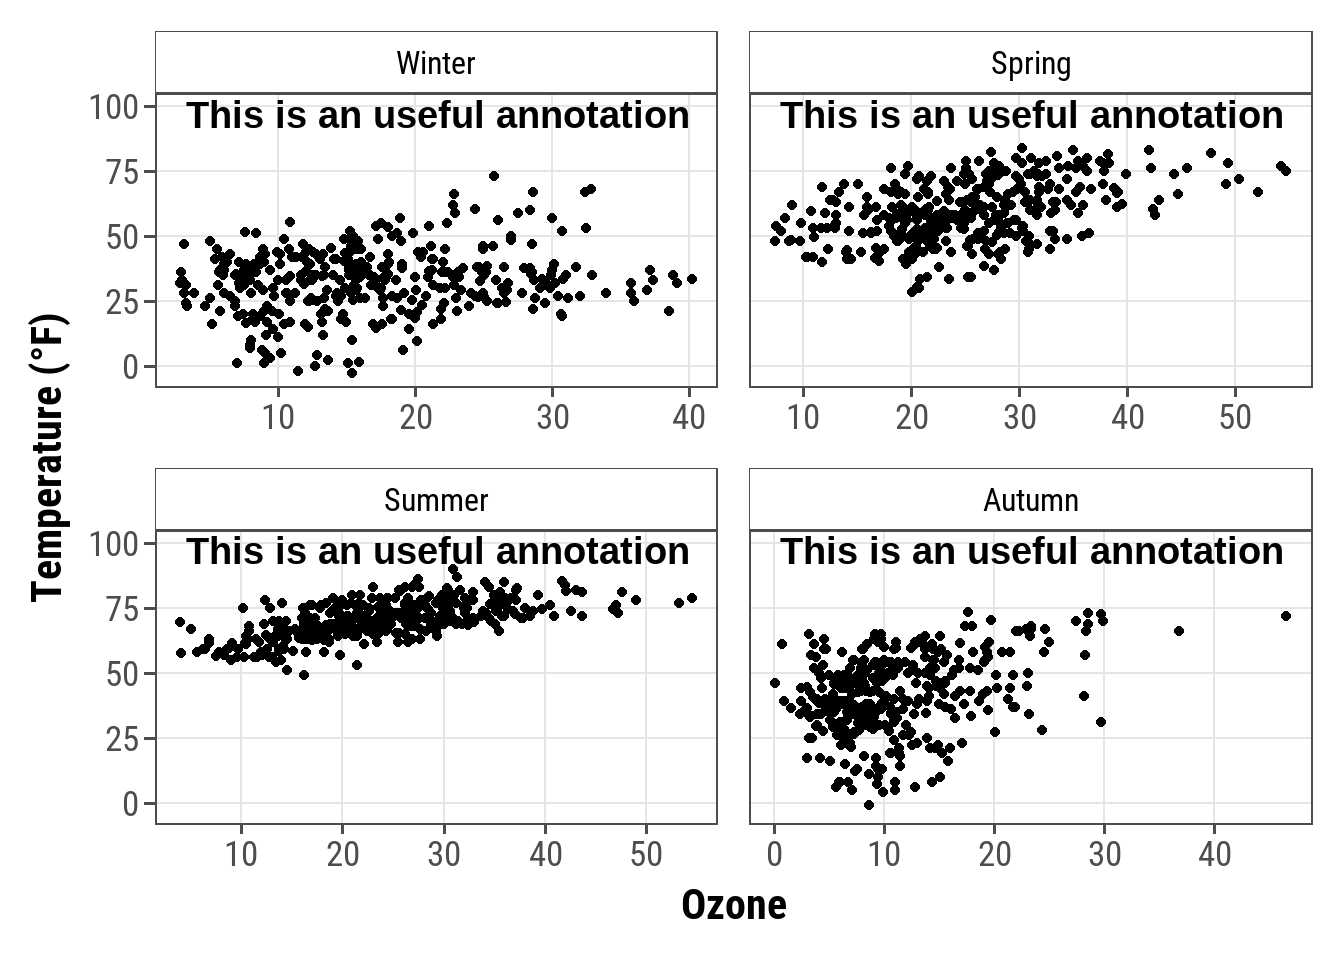 Winter
Spring
This is an useful annotation
This is an useful annotation
100
75
50
25
0
10 20 30 40
10 20 30 40 50
Temperature (°F)
Summer
Autumn
This is an useful annotation
This is an useful annotation
100
75
50
25
0
10 20 30 40 50
0 10 20 30 40
Ozone